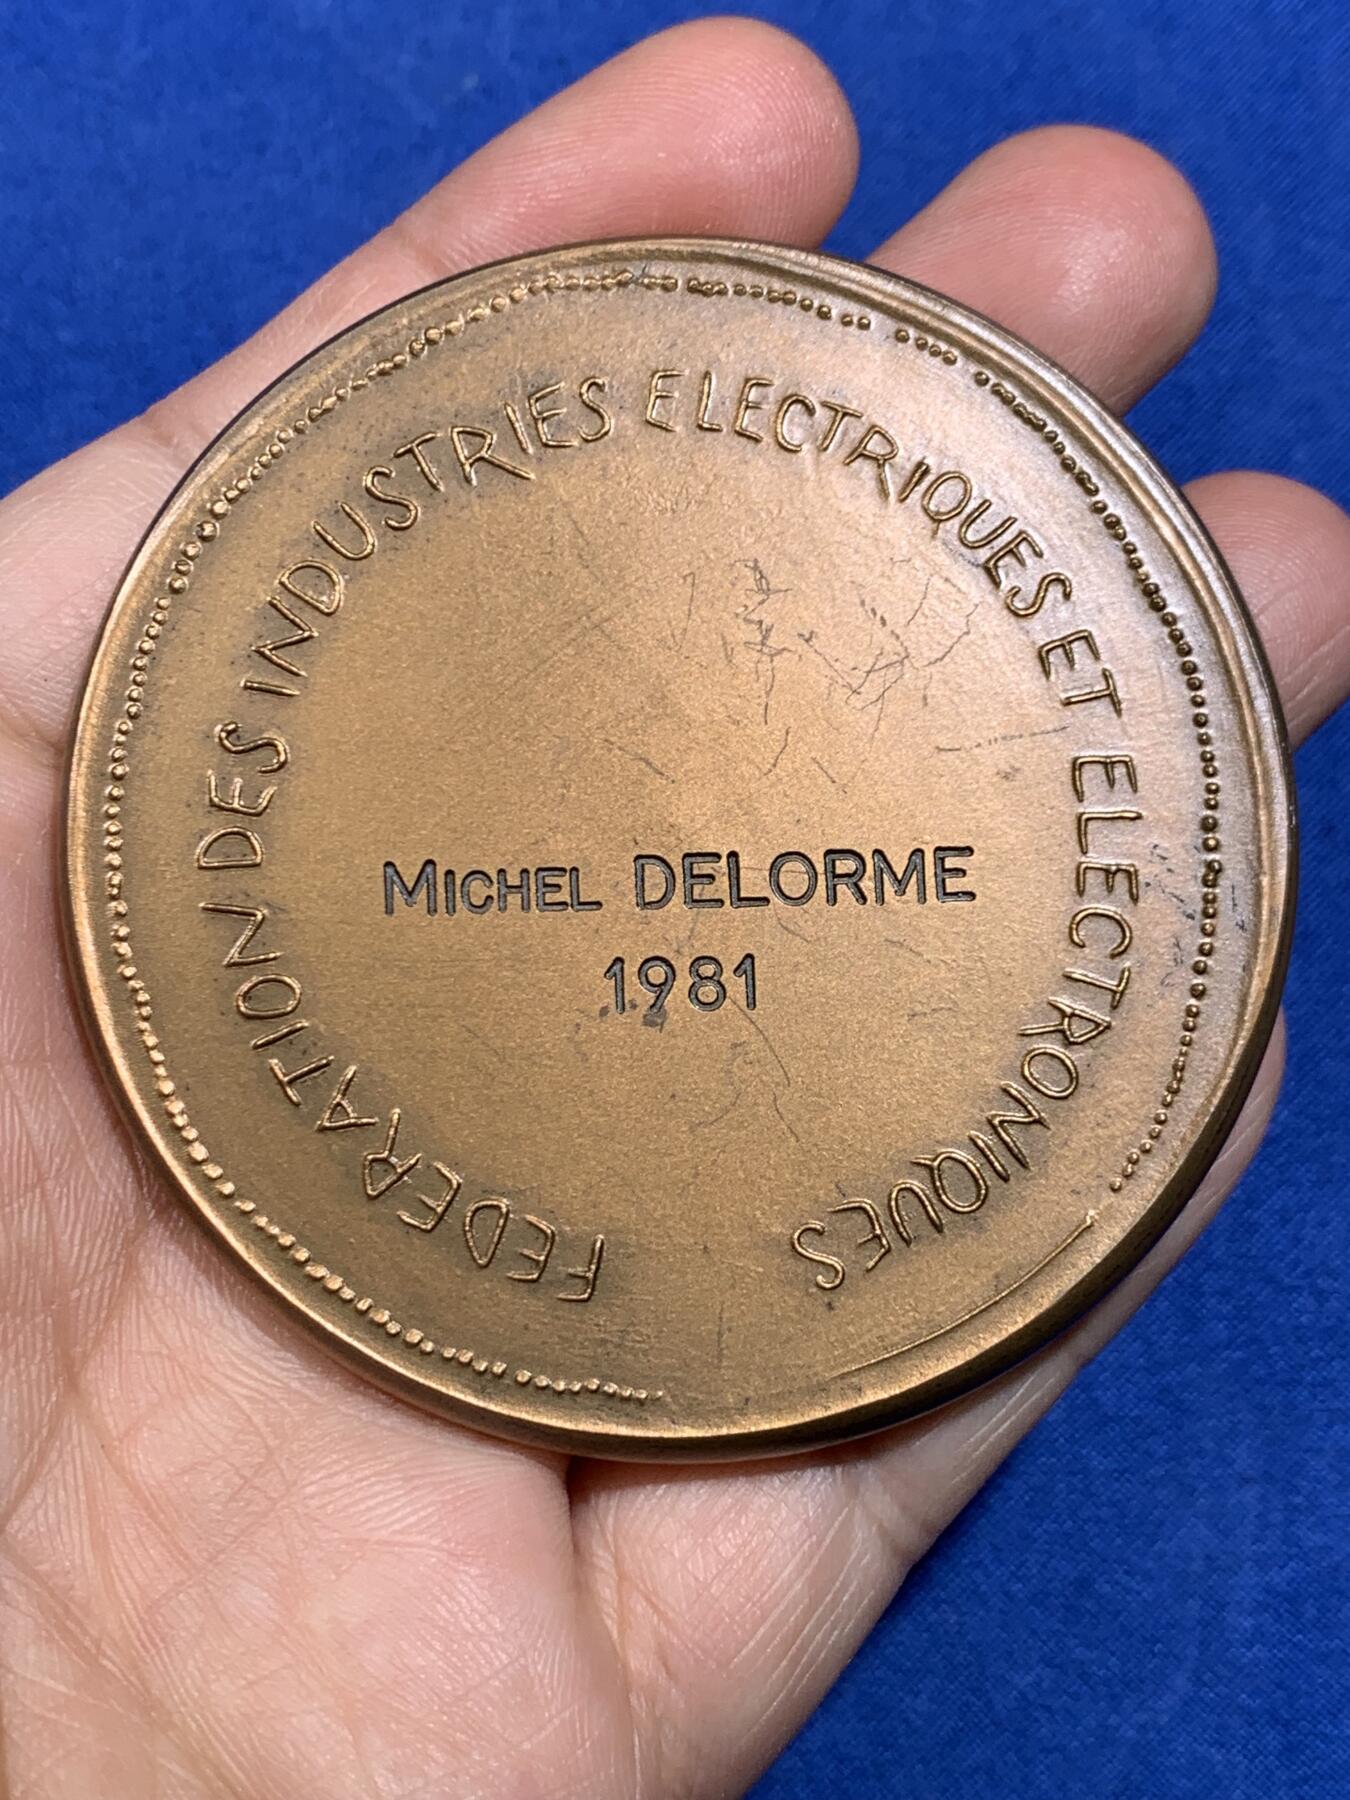 FEDERATION DES INDUSTRIES ELECTRIQUES ET ELECTRONIQUES
MICHEL DELORME
1981